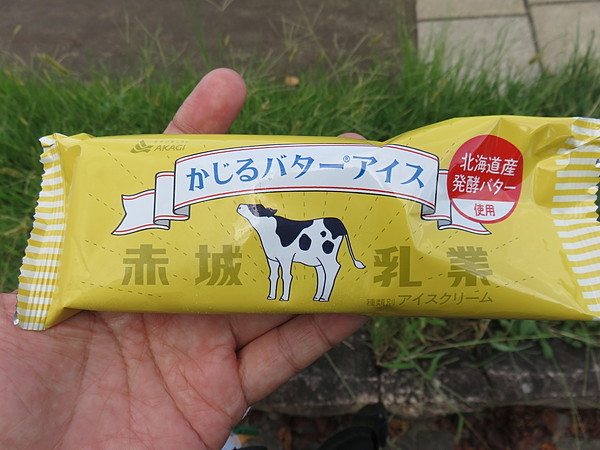 AKAGI
かじるバター®アイス
北海道産
発酵バター
使用
赤城 乳業
種類別 アイスクリーム